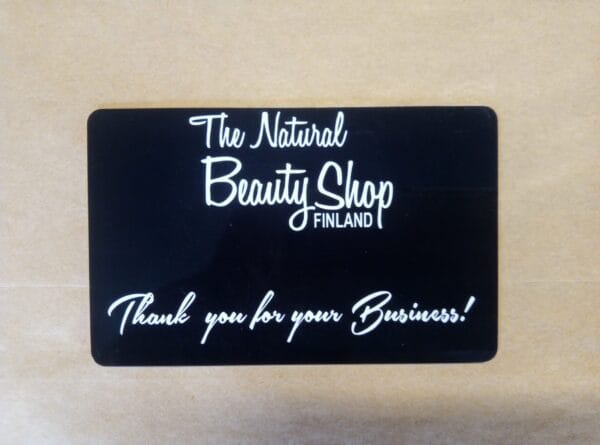 The Natural
Beauty Shop
FINLAND
Thank you for your Business!